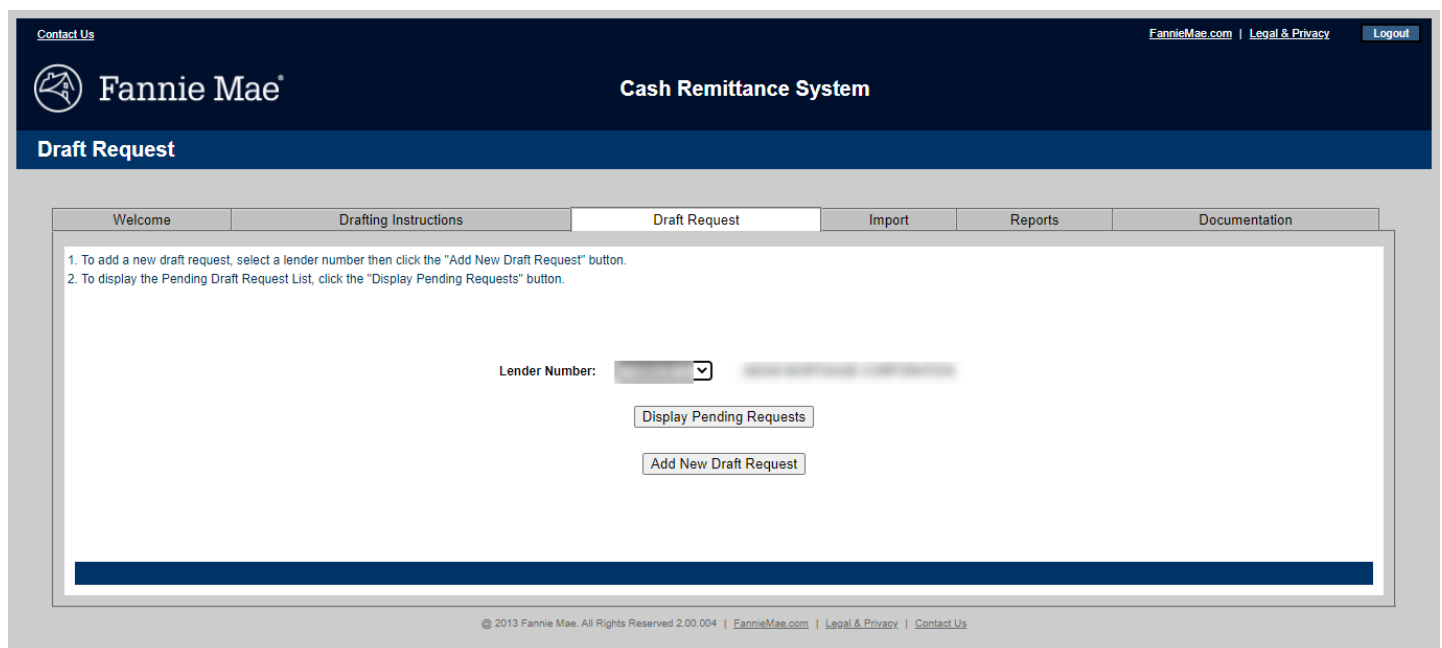 Contact Us
FannieMae.com | Legal & Privacy
Logout
Fannie Mae®
Cash Remittance System
Draft Request
Welcome
Drafting Instructions
Draft Request
Import
Reports
Documentation
1. To add a new draft request, select a lender number then click the "Add New Draft Request" button.
2. To display the Pending Draft Request List, click the "Display Pending Requests" button.
Lender Number:
Display Pending Requests
Add New Draft Request
@ 2013 Fannie Mae. All Rights Reserved 2.00.004 | FannieMae.com | Legal & Privacy | Contact Us